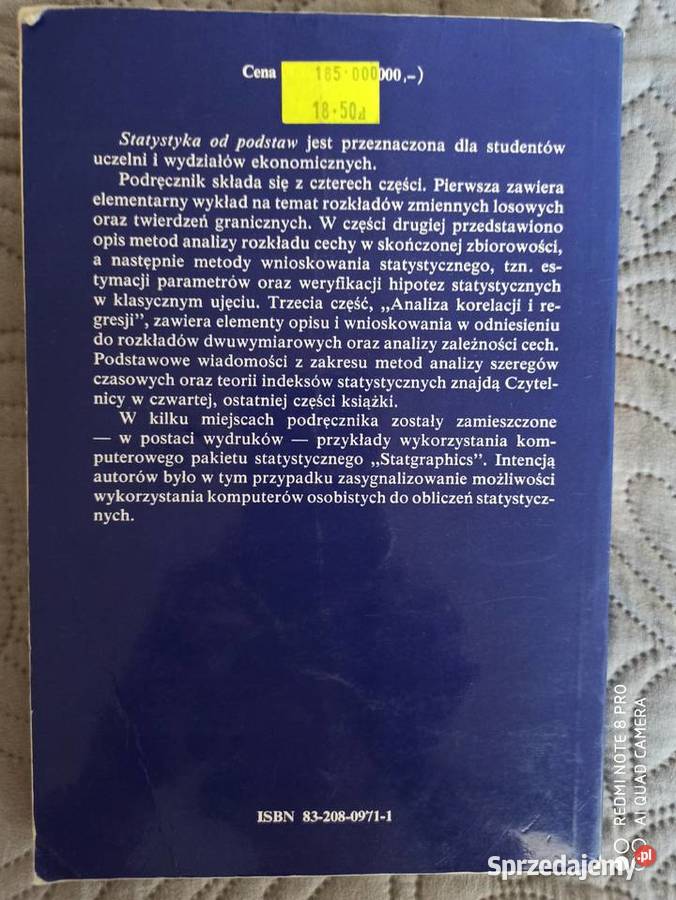 Cena 185·000 000,-)
18·50zł
Statystyka od podstaw jest przeznaczona dla studentów
uczelni i wydziałów ekonomicznych.
Podręcznik składa się z czterech części. Pierwsza zawiera
elementarny wykład na temat rozkładów zmiennych losowych
oraz twierdzeń granicznych. W części drugiej przedstawiono
opis metod analizy rozkładu cechy w skończonej zbiorowości,
a następnie metody wnioskowania statystycznego, tzn. es-
tymacji parametrów oraz weryfikacji hipotez statystycznych
w klasycznym ujęciu. Trzecia część, „Analiza korelacji i re-
gresji”, zawiera elementy opisu i wnioskowania w odniesieniu
do rozkładów dwuwymiarowych oraz analizy zależności cech.
Podstawowe wiadomości z zakresu metod analizy szeregów
czasowych oraz teorii indeksów statystycznych znajdą Czytel-
nicy w czwartej, ostatniej części książki.
W kilku miejscach podręcznika zostały zamieszczone
— w postaci wydruków — przykłady wykorzystania kom-
puterowego pakietu statystycznego „Statgraphics”. Intencją
autorów było w tym przypadku zasygnalizowanie możliwości
wykorzystania komputerów osobistych do obliczeń statystycz-
nych.
ISBN 83-208-0971-1
REDMI NOTE 8 PRO
AI QUAD CAMERA
Sprzedajemy.pl